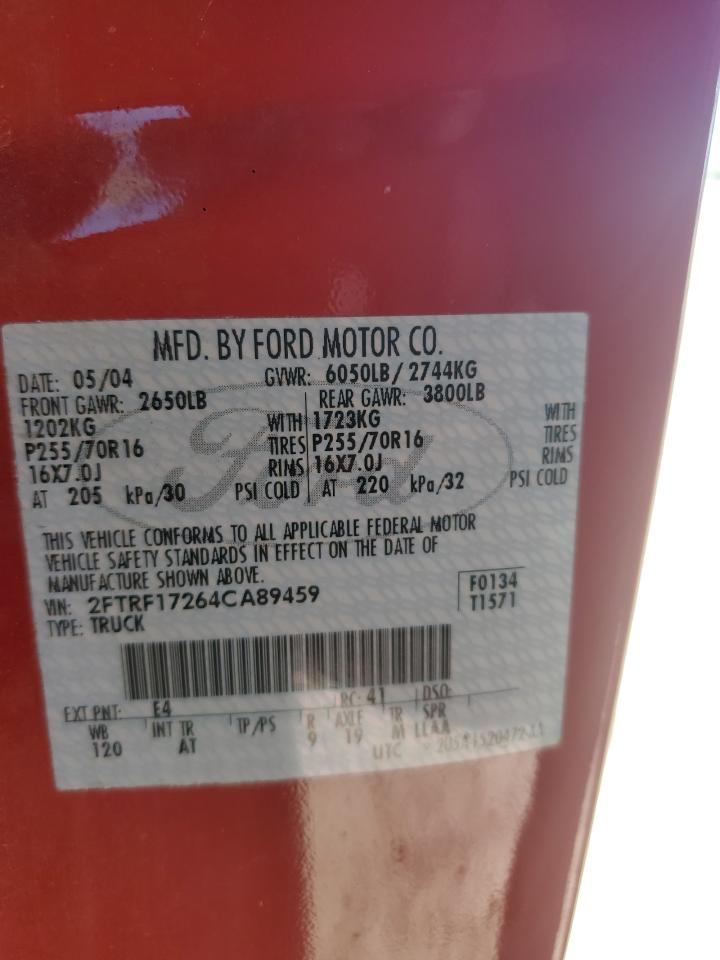 MFD. BY FORD MOTOR CO.
DATE: 05/04 GVWR: 6050LB/ 2744KG
FRONT GAWR: 2650LB REAR GAWR: 3800LB
1202KG WITH 1723KG WITH
P255/70R16 TIRES P255/70R16 TIRES
16X7.0J RIMS 16X7.0J RIMS
AT 205 kPa/30 PSI COLD AT 220 kPa/32 PSI COLD
Ford
THIS VEHICLE CONFORMS TO ALL APPLICABLE FEDERAL MOTOR
VEHICLE SAFETY STANDARDS IN EFFECT ON THE DATE OF
MANUFACTURE SHOWN ABOVE.
VIN: 2FTRF17264CA89459 F0134
TYPE: TRUCK T1571
EXT PNT: E4 RC: 41 DSO:
WB INT TR TP/PS R AXLE TR SPR
120 AT 9 19 M LLAA
UTC